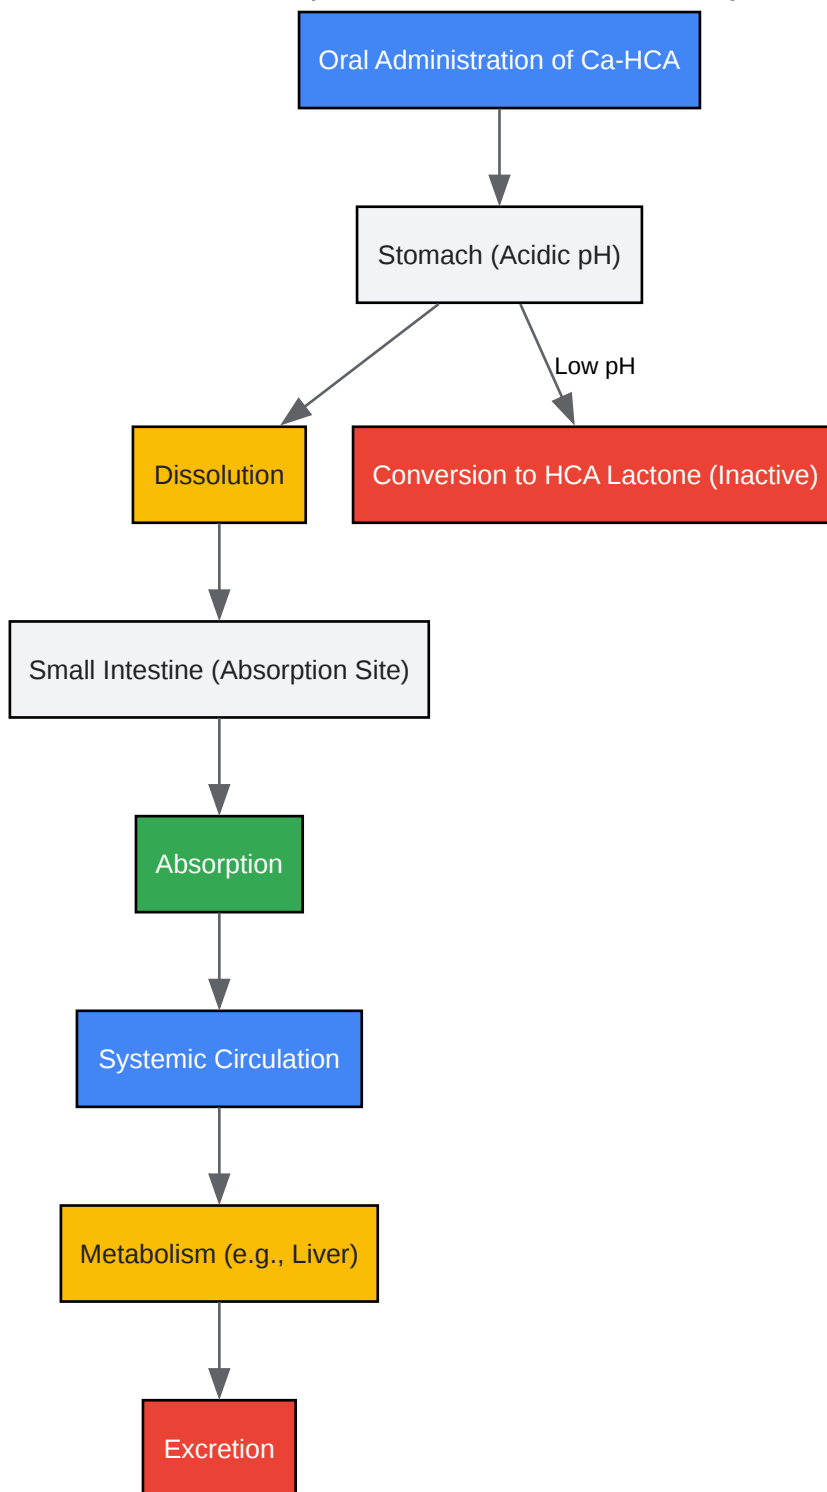 Oral Administration of Ca-HCA
Stomach (Acidic pH)
Low pH
Dissolution
Conversion to HCA Lactone (Inactive)
Small Intestine (Absorption Site)
Absorption
Systemic Circulation
Metabolism (e.g., Liver)
Excretion